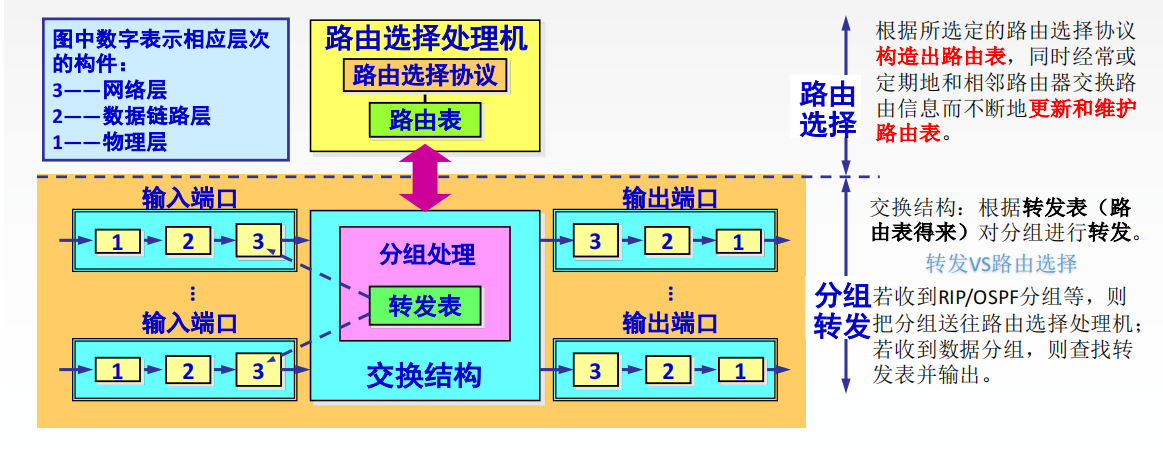 图中数字表示相应层次
的构件：
3——网络层
2——数据链路层
1——物理层
路由选择处理机
路由选择协议
路由表
路由
选择
根据所选定的路由选择协议
构造出路由表，同时经常或
定期地和相邻路由器交换路
由信息而不断地更新和维护
路由表。
输入端口
1
2
3
...
输入端口
1
2
3
分组处理
转发表
交换结构
输出端口
3
2
1
...
输出端口
3
2
1
分组
转发
交换结构：根据转发表（路
由表得来）对分组进行转发。
转发VS路由选择
若收到RIP/OSPF分组等，则
把分组送往路由选择处理机；
若收到数据分组，则查找转
发表并输出。